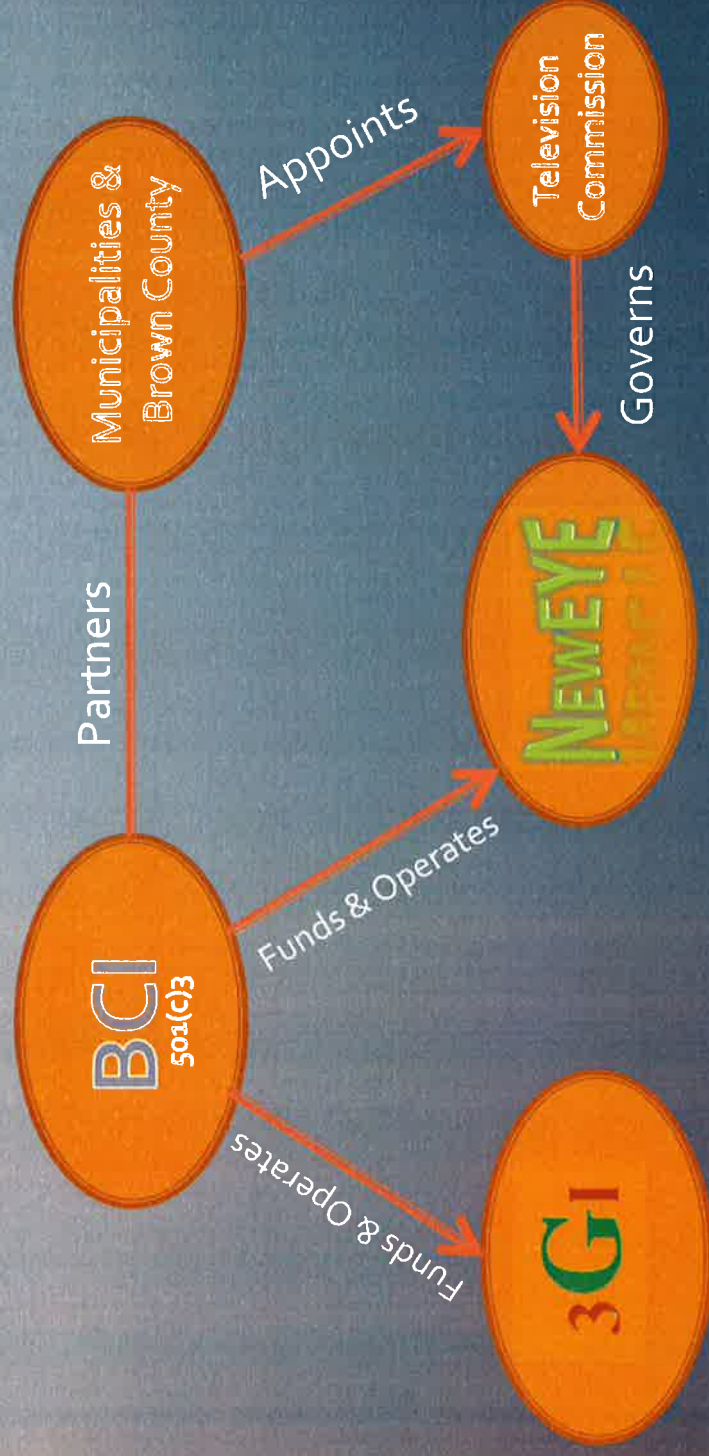 BCI
501(c)3
Partners
Municipalities &
Brown County
Funds & Operates
Funds & Operates
Appoints
3GI
NEWEYE
Governs
Television
Commission